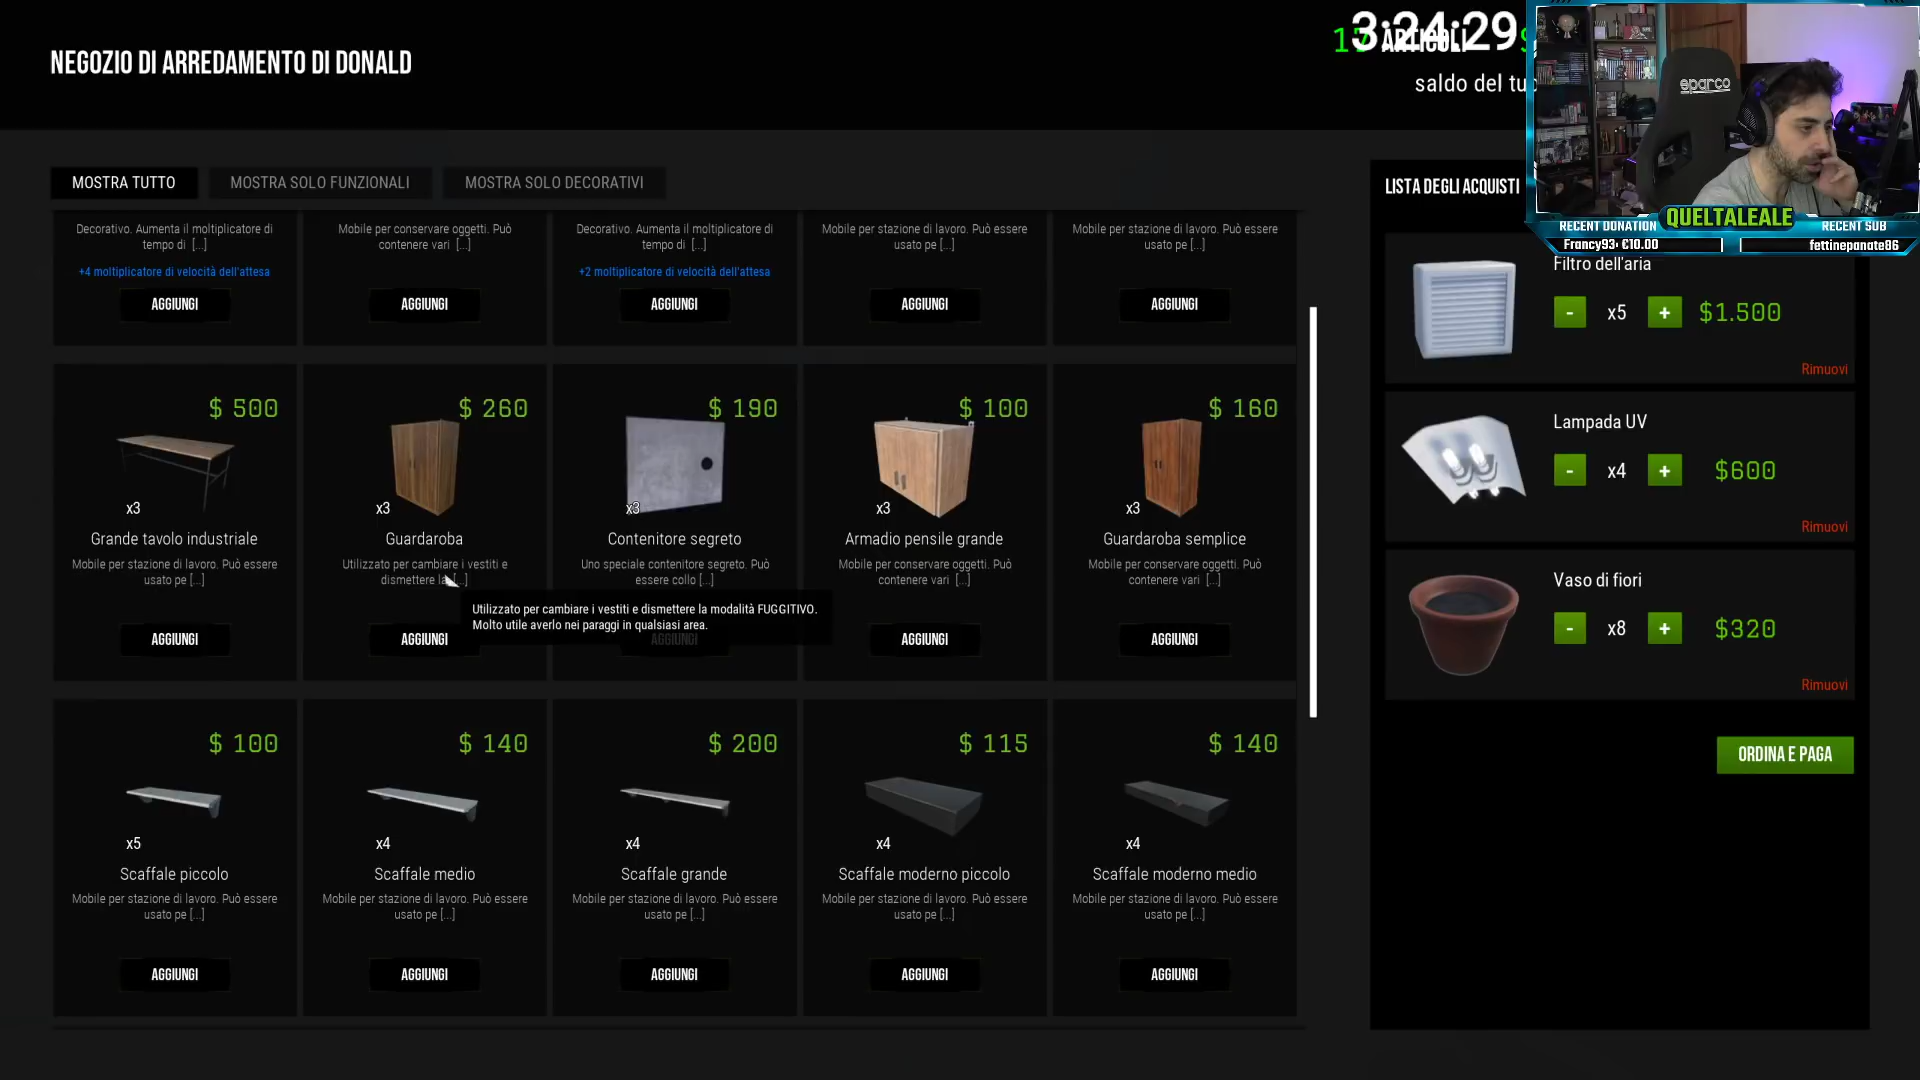 NEGOZIO DI ARREDAMENTO DI DONALD
3:24:29
ARTICOLI
saldo del tu
eparco
MOSTRA TUTTO
MOSTRA SOLO FUNZIONALI
MOSTRA SOLO DECORATIVI
LISTA DEGLI ACQUISTI
QUELTALEALE
RECENT DONATION
RECENT SUB
Francy93: €10.00
fettinepanate86
Decorativo. Aumenta il moltiplicatore di
tempo di [...]
+4 moltiplicatore di velocità dell'attesa
AGGIUNGI
Mobile per conservare oggetti. Può
contenere vari [...]
AGGIUNGI
Decorativo. Aumenta il moltiplicatore di
tempo di [...]
+2 moltiplicatore di velocità dell'attesa
AGGIUNGI
Mobile per stazione di lavoro. Può essere
usato pe [...]
AGGIUNGI
Mobile per stazione di lavoro. Può essere
usato pe [...]
AGGIUNGI
$ 500
x3
Grande tavolo industriale
Mobile per stazione di lavoro. Può essere
usato pe [...]
AGGIUNGI
$ 260
x3
Guardaroba
Utilizzato per cambiare i vestiti e
dismettere la [...]
AGGIUNGI
$ 190
x3
Contenitore segreto
Uno speciale contenitore segreto. Può
essere collo [...]
AGGIUNGI
Utilizzato per cambiare i vestiti e dismettere la modalità FUGGITIVO.
Molto utile averlo nei paraggi in qualsiasi area.
$ 100
x3
Armadio pensile grande
Mobile per conservare oggetti. Può
contenere vari [...]
AGGIUNGI
$ 160
x3
Guardaroba semplice
Mobile per conservare oggetti. Può
contenere vari [...]
AGGIUNGI
$ 100
x5
Scaffale piccolo
Mobile per stazione di lavoro. Può essere
usato pe [...]
AGGIUNGI
$ 140
x4
Scaffale medio
Mobile per stazione di lavoro. Può essere
usato pe [...]
AGGIUNGI
$ 200
x4
Scaffale grande
Mobile per stazione di lavoro. Può essere
usato pe [...]
AGGIUNGI
$ 115
x4
Scaffale moderno piccolo
Mobile per stazione di lavoro. Può essere
usato pe [...]
AGGIUNGI
$ 140
x4
Scaffale moderno medio
Mobile per stazione di lavoro. Può essere
usato pe [...]
AGGIUNGI
Filtro dell'aria
- x5 + $1.500
Rimuovi
Lampada UV
- x4 + $600
Rimuovi
Vaso di fiori
- x8 + $320
Rimuovi
ORDINA E PAGA